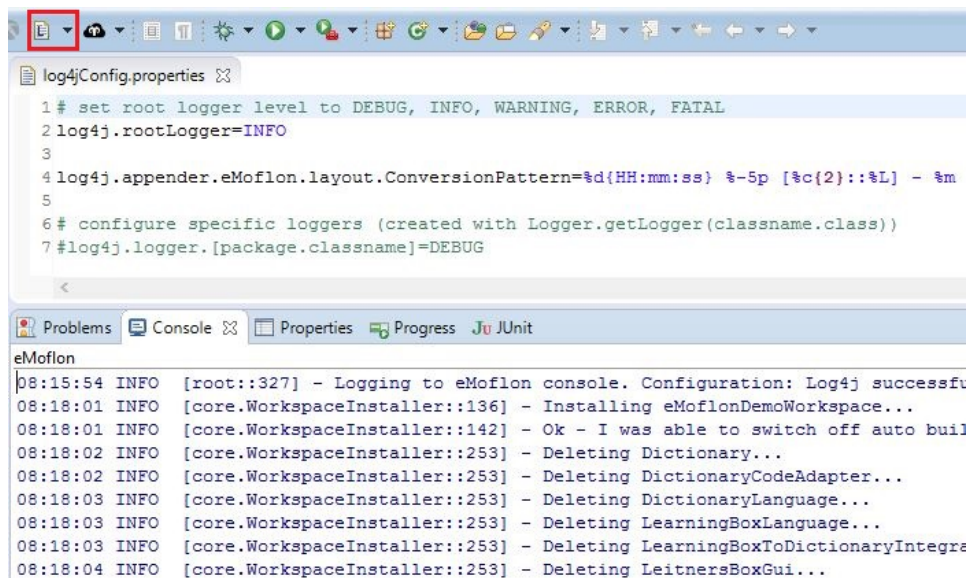 log4jConfig.properties
1# set root logger level to DEBUG, INFO, WARNING, ERROR, FATAL
2 log4j.rootLogger=INFO
3
4 log4j.appender.eMoflon.layout.ConversionPattern=%d{HH:mm:ss} %-5p [%c{2}::%L] - %m
5
6# configure specific loggers (created with Logger.getLogger(classname.class))
7#log4j.logger.[package.classname]=DEBUG
Problems Console Properties Progress Ju JUnit
eMoflon
08:15:54 INFO [root::327] - Logging to eMoflon console. Configuration: Log4j successfu
08:18:01 INFO [core.WorkspaceInstaller::136] - Installing eMoflonDemoWorkspace...
08:18:01 INFO [core.WorkspaceInstaller::142] - Ok - I was able to switch off auto buil
08:18:02 INFO [core.WorkspaceInstaller::253] - Deleting Dictionary...
08:18:02 INFO [core.WorkspaceInstaller::253] - Deleting DictionaryCodeAdapter...
08:18:03 INFO [core.WorkspaceInstaller::253] - Deleting DictionaryLanguage...
08:18:03 INFO [core.WorkspaceInstaller::253] - Deleting LearningBoxLanguage...
08:18:03 INFO [core.WorkspaceInstaller::253] - Deleting LearningBoxToDictionaryIntegra
08:18:04 INFO [core.WorkspaceInstaller::253] - Deleting LeitnersBoxGui...